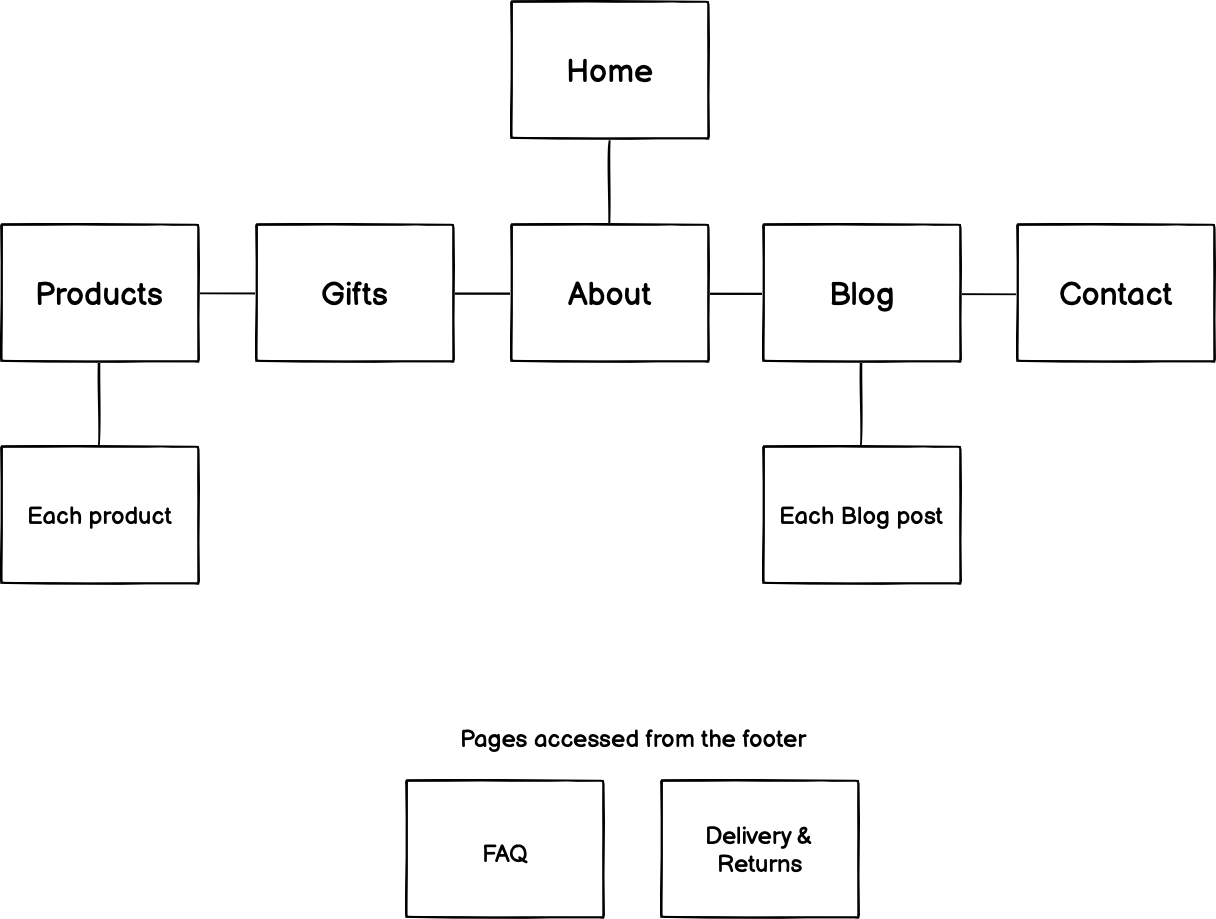 Home
Products
Gifts
About
Blog
Contact
Each product
Each Blog post
Pages accessed from the footer
FAQ
Delivery &
Returns